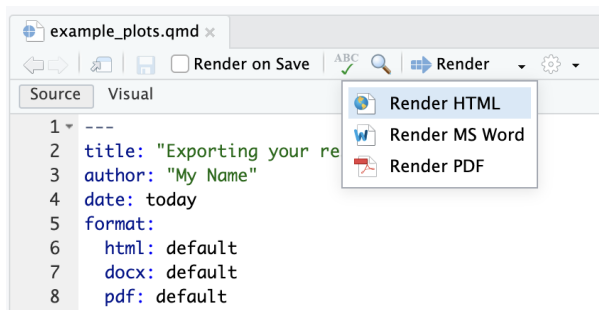 example_plots.qmd
Render on Save ABC Render
Source Visual
Render HTML
Render MS Word
Render PDF
1 ---
2 title: "Exporting your re
3 author: "My Name"
4 date: today
5 format:
6 html: default
7 docx: default
8 pdf: default